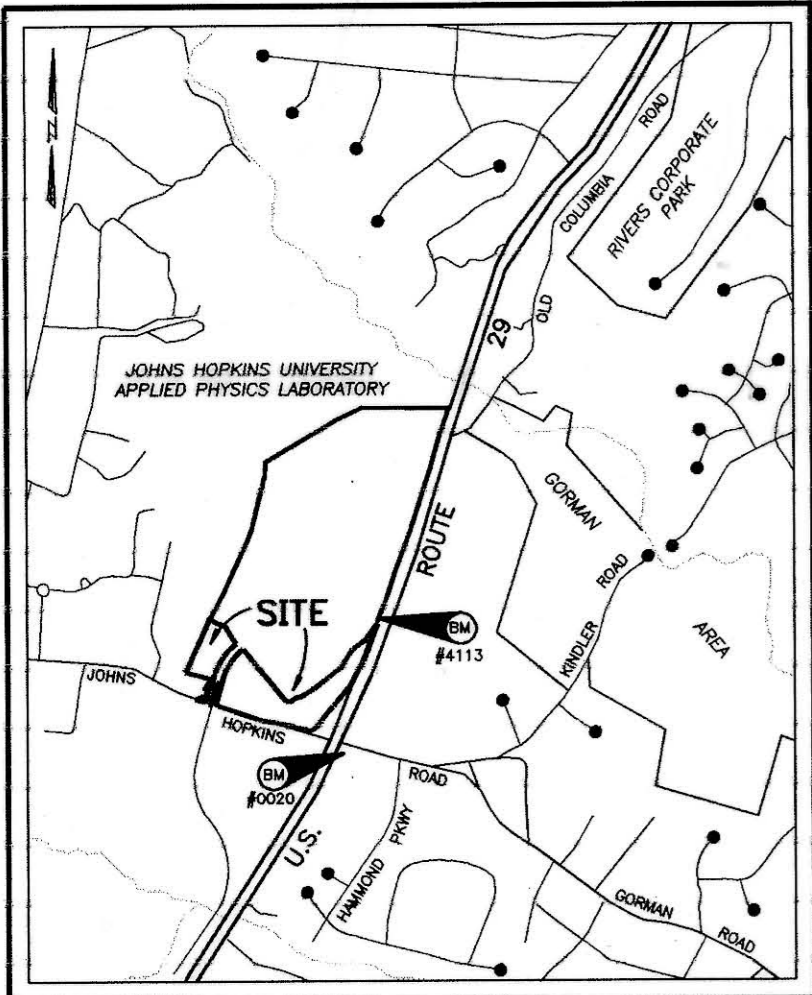 N
COLUMBIA
ROAD
RIVERS CORPORATE
PARK
29
OLD
JOHNS HOPKINS UNIVERSITY
APPLIED PHYSICS LABORATORY
ROUTE
GORMAN
ROAD
SITE
BM
#4113
KINDLER
AREA
JOHNS
HOPKINS
ROAD
BM
#0020
U.S.
HAMMOND PKWY
GORMAN
ROAD